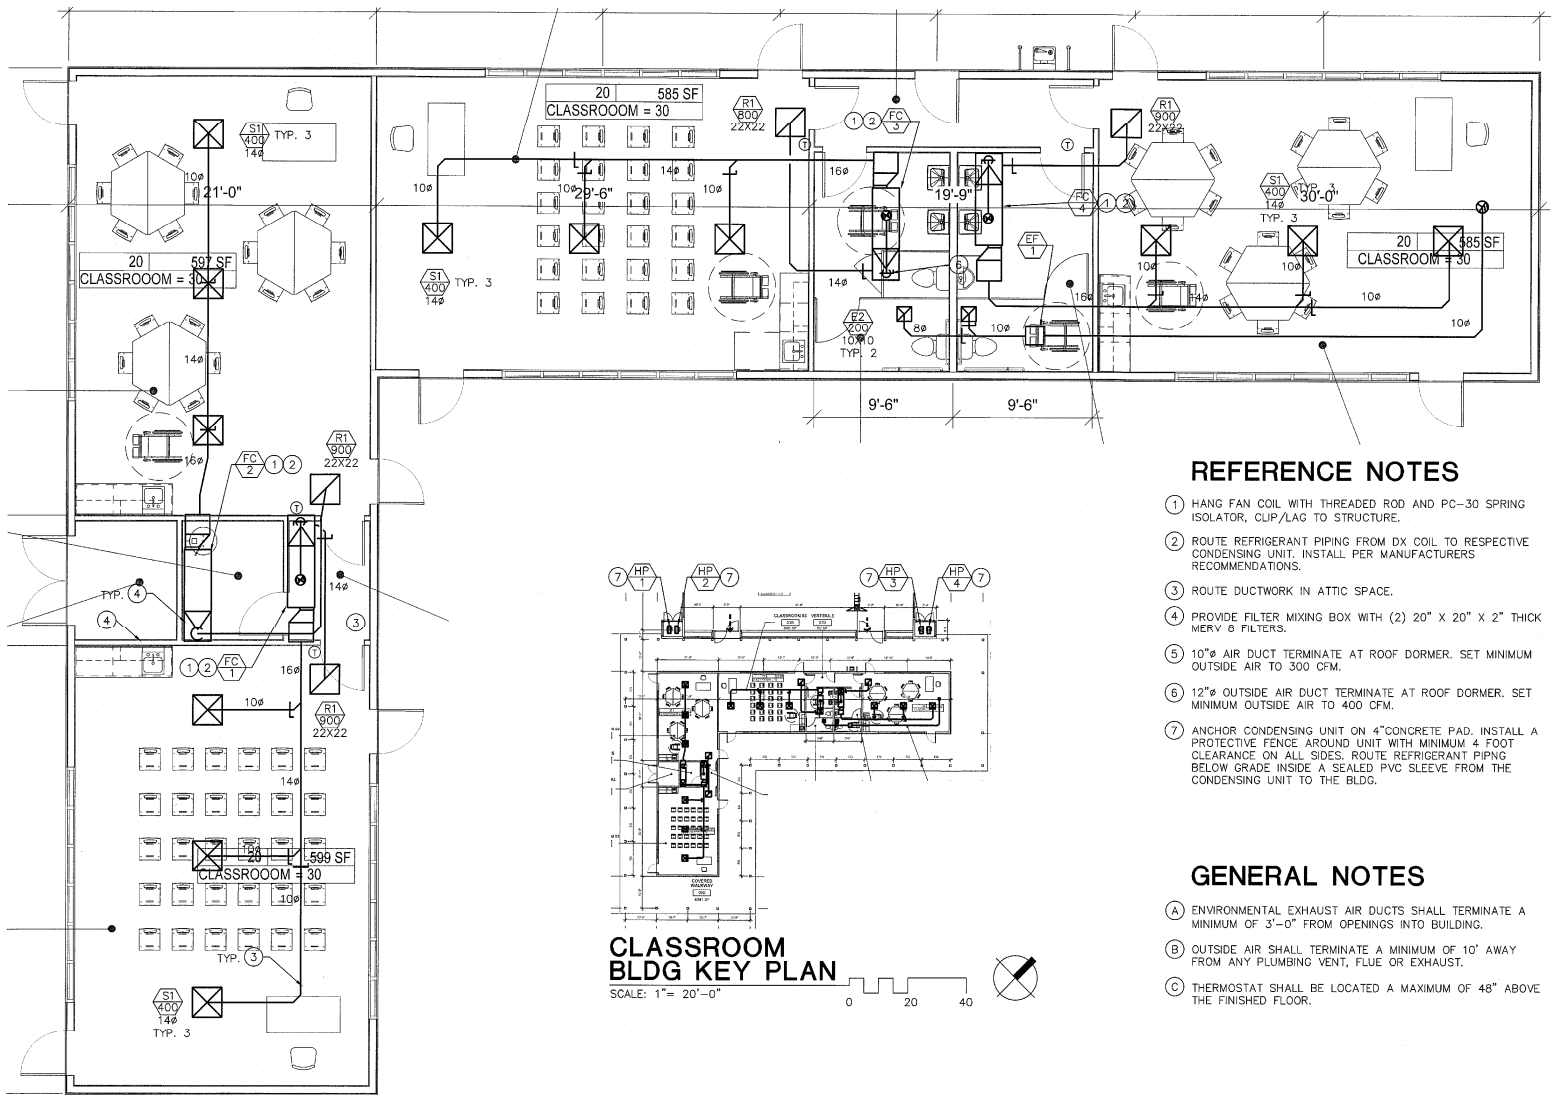 20 585 SF
CLASSROOOM = 30
R1
800
22X22
1 2 FC
3
R1
900
22X22
S1
400
14ø
TYP. 3
10ø
21'-0"
10ø
10ø
29'-6"
14ø
10ø
16ø
T
T
19'-9"
FC
4
1 2
S1
400
14ø
TYP. 3
TYP. 3
30'-0"
20 597 SF
CLASSROOOM = 30
S1
400
14ø
TYP. 3
14ø
6
EF
1
20 585 SF
CLASSROOOM = 30
10ø
10ø
10ø
10ø
14ø
16ø
E2
200
10X10
TYP. 2
8ø
10ø
14ø
9'-6"
9'-6"
16ø
FC
2
1 2
R1
900
22X22
T
TYP. 4
4
14ø
3
1 2 FC
1
T
16ø
10ø
R1
900
22X22
14ø
10ø
20 599 SF
CLASSROOOM = 30
10ø
TYP. 3
S1
400
14ø
TYP. 3
7 HP
1
HP
2
7
7 HP
3
HP
4
7
CLASSROOM #3 VESTIBULE
COVERED
WALKWAY
CLASSROOM
BLDG KEY PLAN
SCALE: 1"= 20'-0"
0 20 40
REFERENCE NOTES
1 HANG FAN COIL WITH THREADED ROD AND PC-30 SPRING
ISOLATOR, CLIP/LAG TO STRUCTURE.
2 ROUTE REFRIGERANT PIPING FROM DX COIL TO RESPECTIVE
CONDENSING UNIT. INSTALL PER MANUFACTURERS
RECOMMENDATIONS.
3 ROUTE DUCTWORK IN ATTIC SPACE.
4 PROVIDE FILTER MIXING BOX WITH (2) 20" X 20" X 2" THICK
MERV 8 FILTERS.
5 10"ø AIR DUCT TERMINATE AT ROOF DORMER. SET MINIMUM
OUTSIDE AIR TO 300 CFM.
6 12"ø OUTSIDE AIR DUCT TERMINATE AT ROOF DORMER. SET
MINIMUM OUTSIDE AIR TO 400 CFM.
7 ANCHOR CONDENSING UNIT ON 4"CONCRETE PAD. INSTALL A
PROTECTIVE FENCE AROUND UNIT WITH MINIMUM 4 FOOT
CLEARANCE ON ALL SIDES. ROUTE REFRIGERANT PIPNG
BELOW GRADE INSIDE A SEALED PVC SLEEVE FROM THE
CONDENSING UNIT TO THE BLDG.
GENERAL NOTES
A ENVIRONMENTAL EXHAUST AIR DUCTS SHALL TERMINATE A
MINIMUM OF 3'-0" FROM OPENINGS INTO BUILDING.
B OUTSIDE AIR SHALL TERMINATE A MINIMUM OF 10' AWAY
FROM ANY PLUMBING VENT, FLUE OR EXHAUST.
C THERMOSTAT SHALL BE LOCATED A MAXIMUM OF 48" ABOVE
THE FINISHED FLOOR.